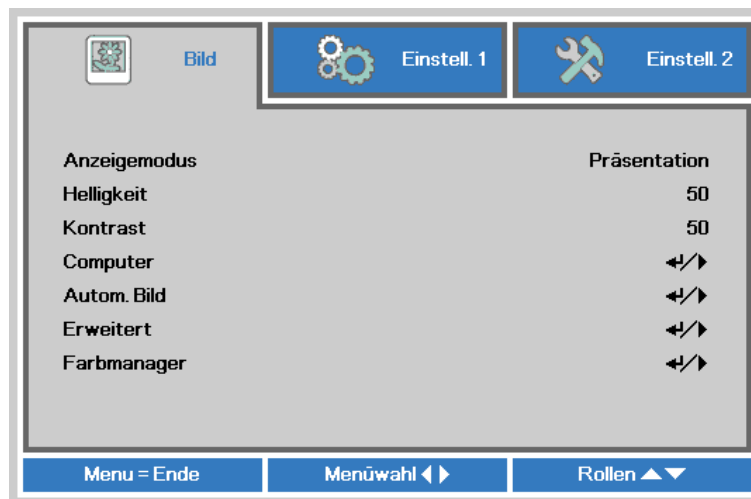 Bild Einstell. 1 Einstell. 2
Anzeigemodus Präsentation
Helligkeit 50
Kontrast 50
Computer
Autom. Bild
Erweitert
Farbmanager
Menu = Ende Menüwahl Rollen